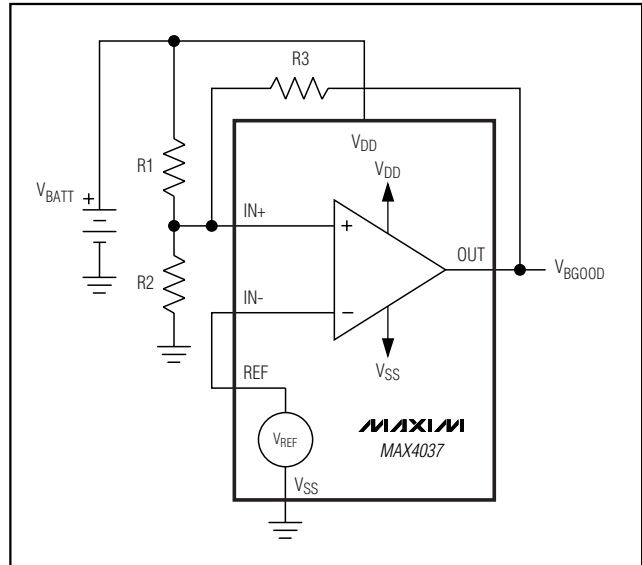 R3
V_DD
R1
V_DD
V_BATT
+
IN+
+
OUT
V_BGOOD
R2
IN-
−
V_SS
REF
MAXIM
V_REF
MAX4037
V_SS